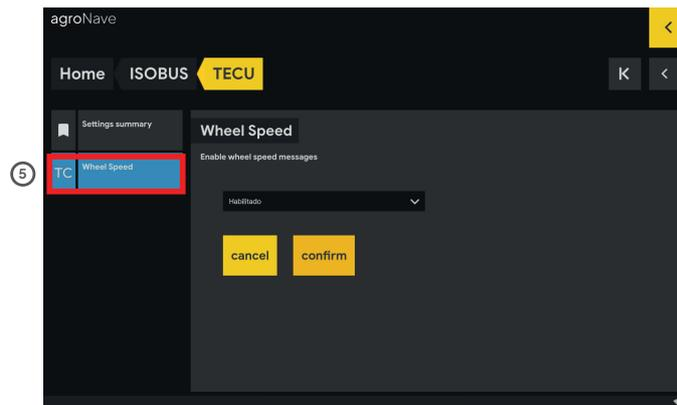 agroNave
Home ISOBUS TECU K
Settings summary
TC Wheel Speed
5
Wheel Speed
Enable wheel speed messages
Habilitado
cancel confirm